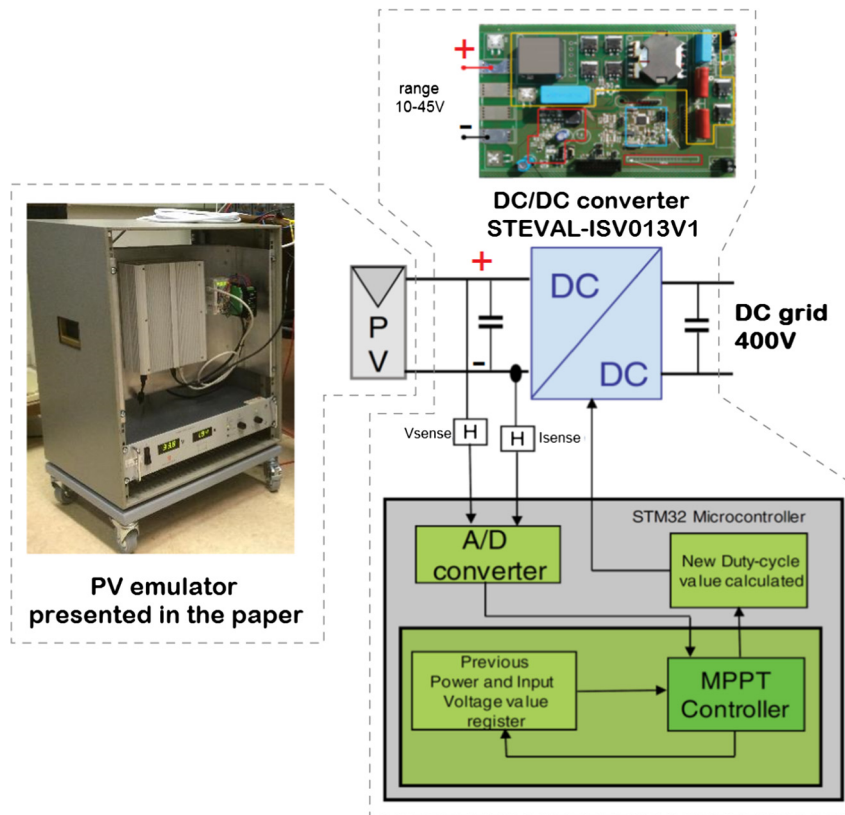 +
range
10-45V
-
DC/DC converter
STEVAL-ISV013V1
+
P
V
-
DC
DC
DC grid
400V
Vsense
H
H
Isense
PV emulator
presented in the paper
STM32 Microcontroller
A/D
converter
New Duty-cycle
value calculated
Previous
Power and Input
Voltage value
register
MPPT
Controller